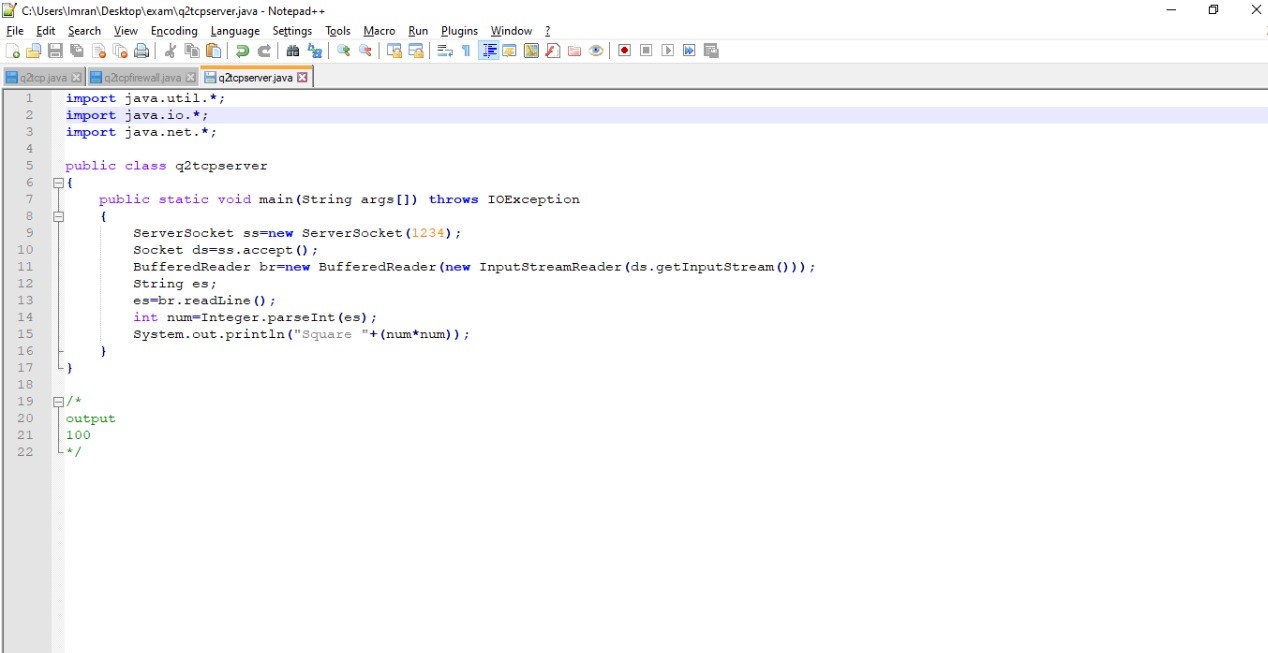 C:\Users\Imran\Desktop\exam\q2tcpserver.java - Notepad++
File Edit Search View Encoding Language Settings Tools Macro Run Plugins Window ?
q2tcp.java q2tcpfirewall.java q2tcpserver.java
1 import java.util.*;
2 import java.io.*;
3 import java.net.*;
4
5 public class q2tcpserver
6 {
7 public static void main(String args[]) throws IOException
8 {
9 ServerSocket ss=new ServerSocket(1234);
10 Socket ds=ss.accept();
11 BufferedReader br=new BufferedReader(new InputStreamReader(ds.getInputStream()));
12 String es;
13 es=br.readLine();
14 int num=Integer.parseInt(es);
15 System.out.println("Square "+(num*num));
16 }
17 }
18
19 /*
20 output
21 100
22 */